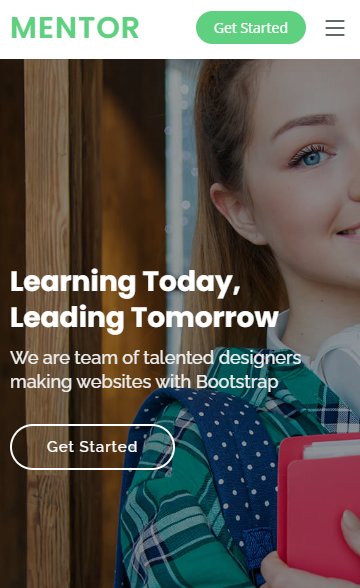 MENTOR
Get Started
Learning Today,
Leading Tomorrow
We are team of talented designers
making websites with Bootstrap
Get Started